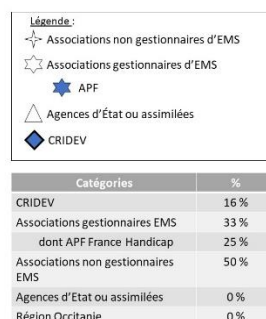 Légende :
Associations non gestionnaires d'EMS
Associations gestionnaires d'EMS
APF
Agences d'État ou assimilées
CRIDEV
Catégories %
CRIDEV 16 %
Associations gestionnaires EMS 33 %
dont APF France Handicap 25 %
Associations non gestionnaires 50 %
EMS
Agences d'Etat ou assimilées 0 %
Région Occitanie 0 %